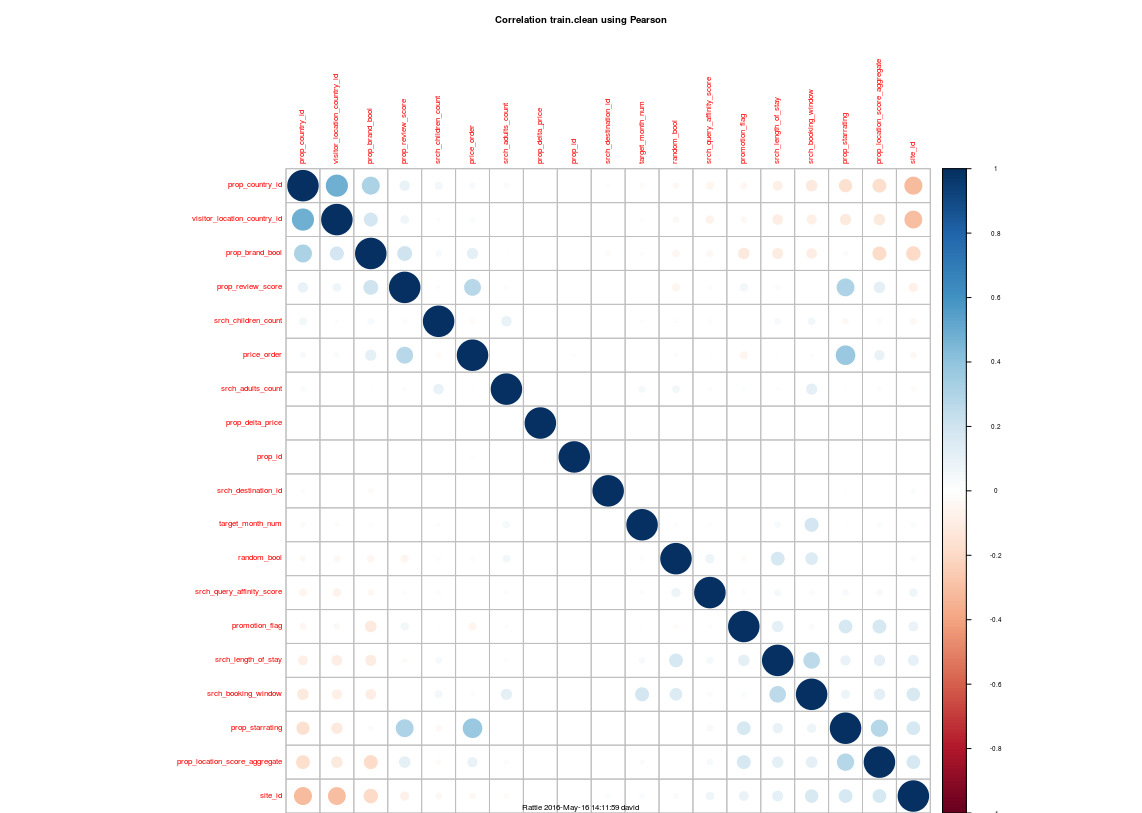 Correlation train.clean using Pearson
prop_country_id
visitor_location_country_id
prop_brand_bool
prop_review_score
srch_children_count
price_order
srch_adults_count
prop_delta_price
prop_id
srch_destination_id
target_month_num
random_bool
srch_query_affinity_score
promotion_flag
srch_length_of_stay
srch_booking_window
prop_starrating
prop_location_score_aggregate
site_id
prop_country_id
visitor_location_country_id
prop_brand_bool
prop_review_score
srch_children_count
price_order
srch_adults_count
prop_delta_price
prop_id
srch_destination_id
target_month_num
random_bool
srch_query_affinity_score
promotion_flag
srch_length_of_stay
srch_booking_window
prop_starrating
prop_location_score_aggregate
site_id
1
0.8
0.6
0.4
0.2
0
-0.2
-0.4
-0.6
-0.8
Rattle 2016-May-16 14:11:59 david